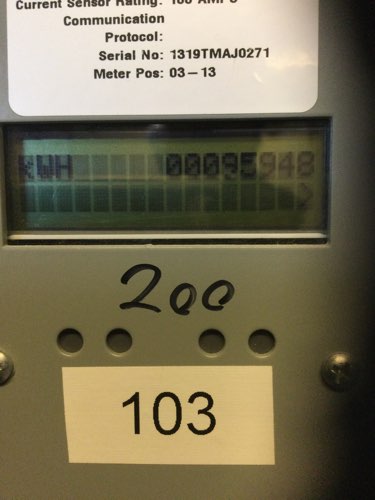 Current Sensor Rating: 100 AMPS
Communication
Protocol:
Serial No: 1319TMAJ0271
Meter Pos: 03-13
KWH 00095948
200
103